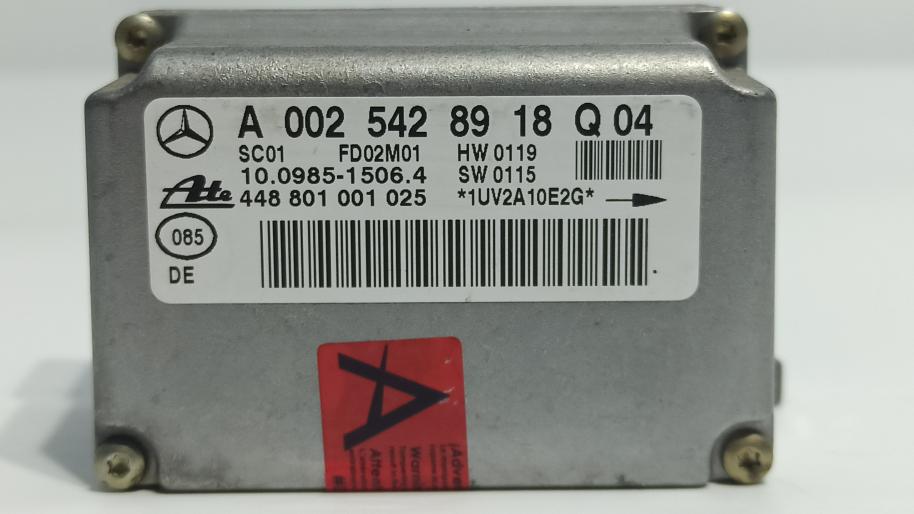 A 002 542 89 18 Q 04
SC01 FD02M01 HW 0119
10.0985-1506.4 SW 0115
Ate 448 801 001 025 *1UV2A10E2G*
085
DE
A